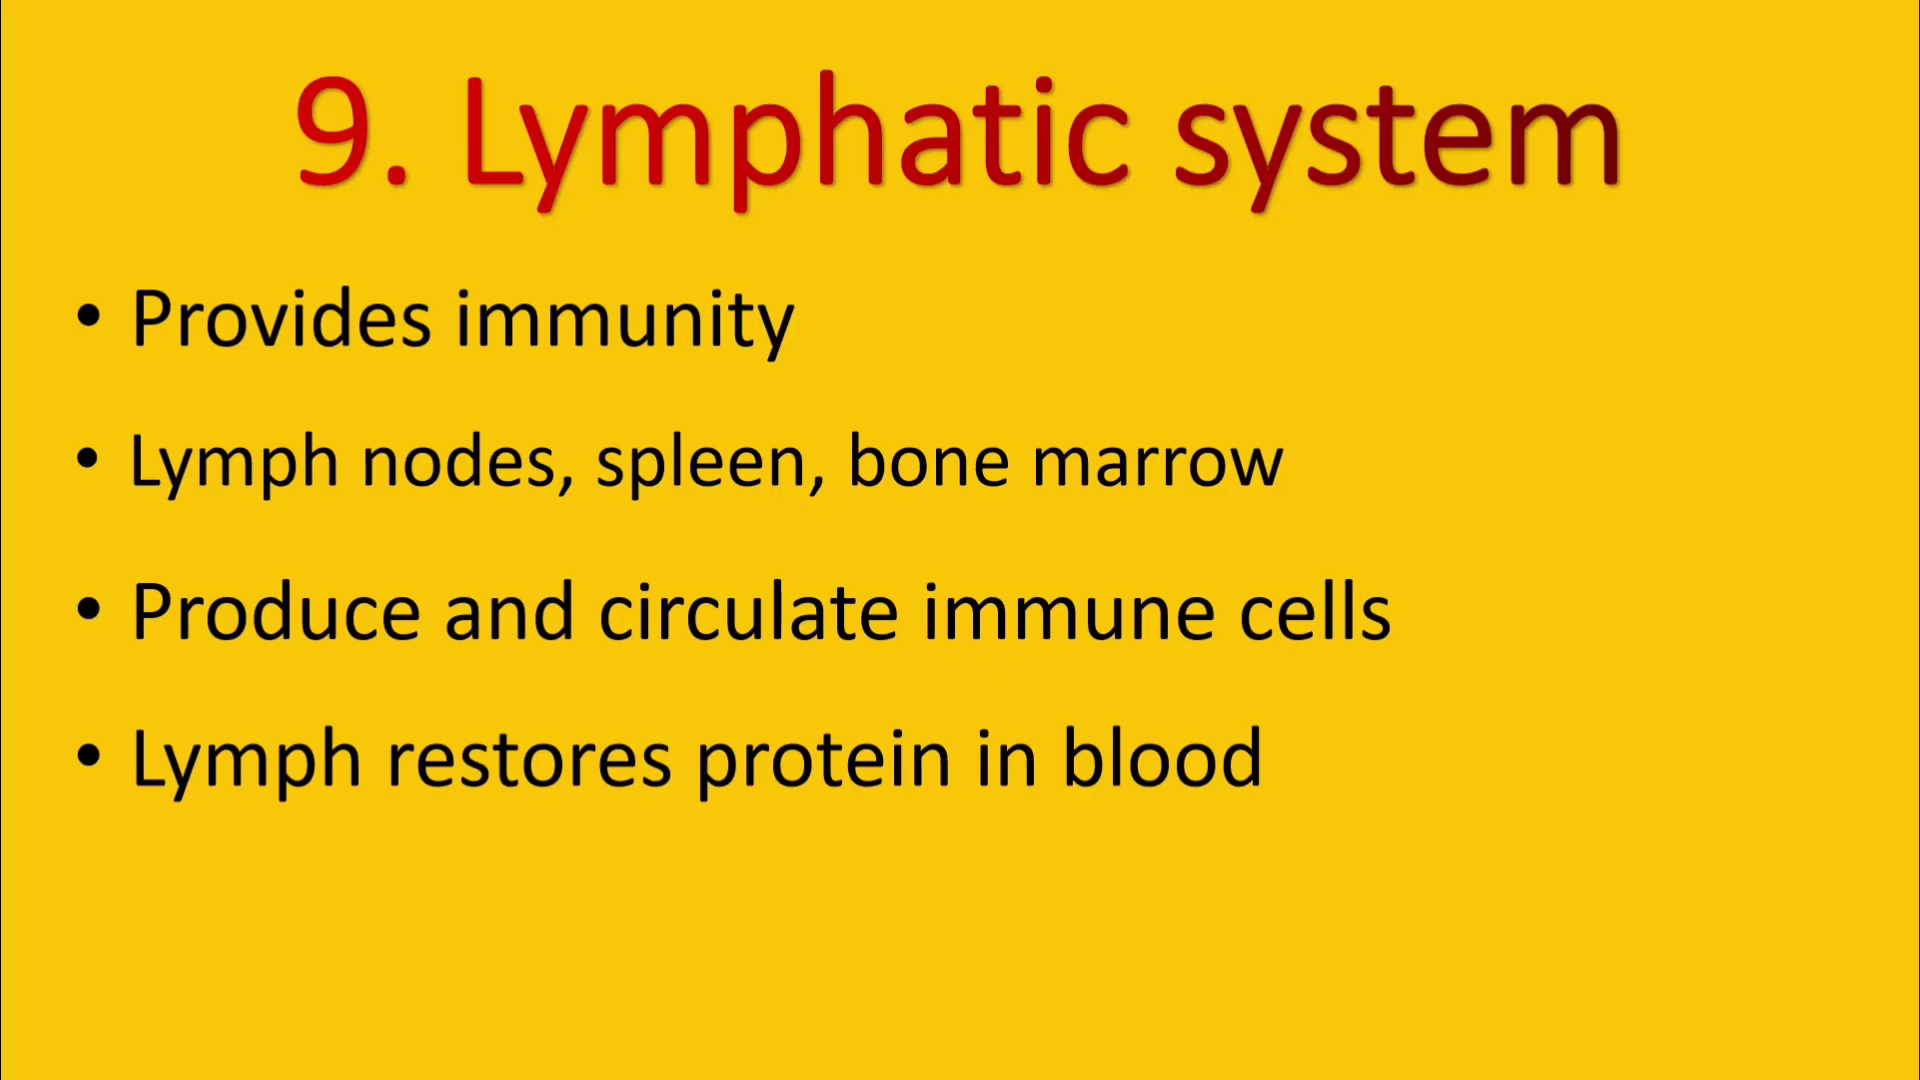 9. Lymphatic system
• Provides immunity
• Lymph nodes, spleen, bone marrow
• Produce and circulate immune cells
• Lymph restores protein in blood